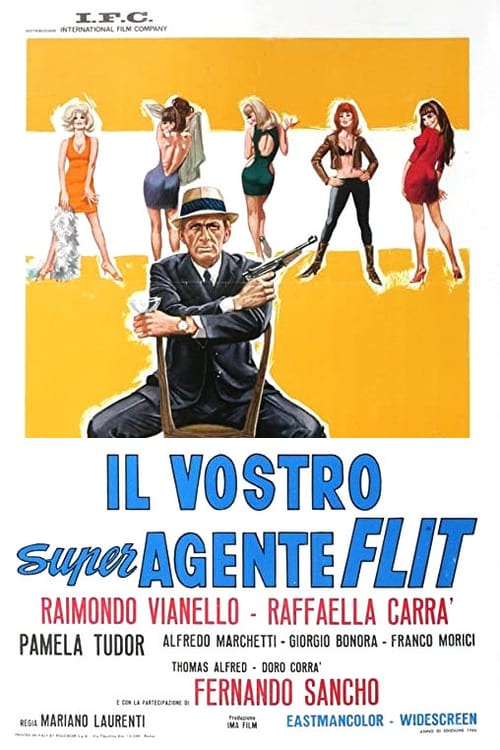 I.F.C.
DISTRIBUZIONE INTERNATIONAL FILM COMPANY
IL VOSTRO
super AGENTE FLIT
RAIMONDO VIANELLO - RAFFAELLA CARRA'
PAMELA TUDOR ALFREDO MARCHETTI - GIORGIO BONORA - FRANCO MORICI
THOMAS ALFRED - DORO CORRA'
E CON LA PARTECIPAZIONE DI FERNANDO SANCHO
REGIA MARIANO LAURENTI Produzione IMA FILM EASTMANCOLOR - WIDESCREEN